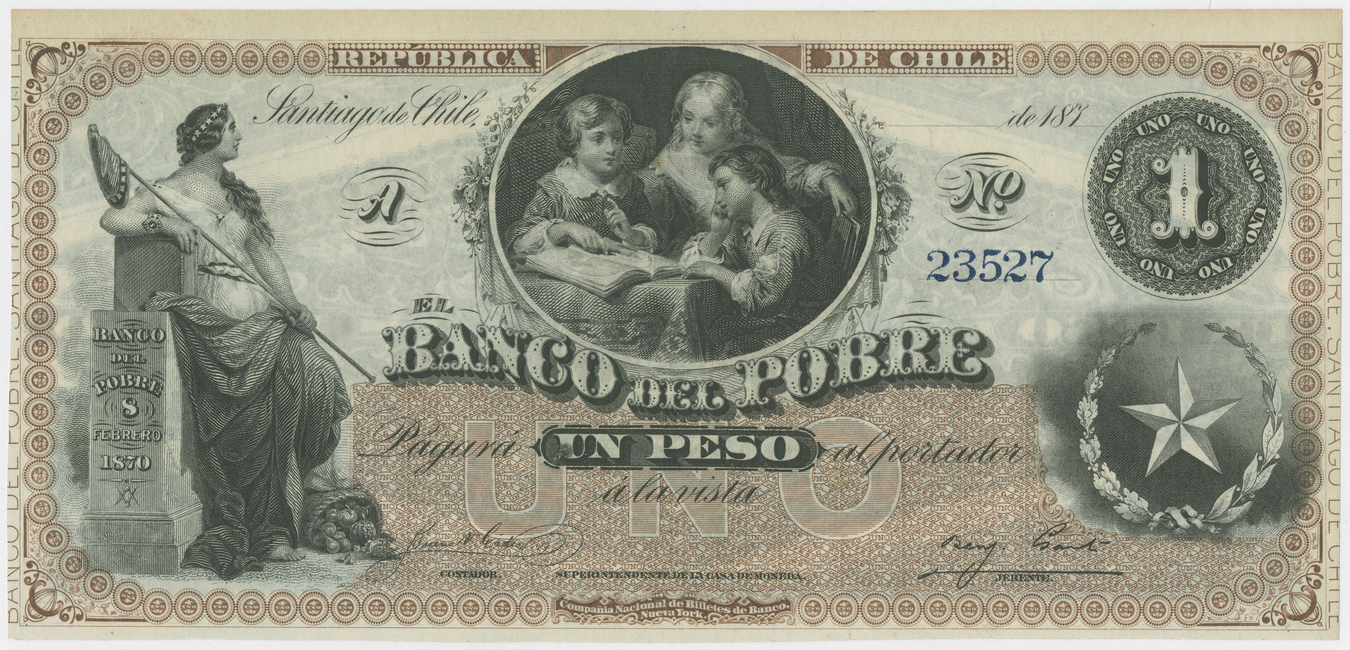 REPÚBLICA DE CHILE
Santiago de Chile, de 187
A
Nº
23527
UNO UNO UNO UNO UNO UNO UNO UNO
1
EL
BANCO DEL POBRE
Págará UN PESO al portador
á la vista
UNO
BANCO
DEL
POBRE
8
FEBRERO
1870
CONTADOR.
SUPERINTENDENTE DE LA CASA DE MONEDA.
JERENTE.
Compañia Nacional de Billetes de Banco
Nueva York
BANCO DEL POBRE. SANTIAGO DE CHILE
BANCO DEL POBRE. SANTIAGO DE CHILE